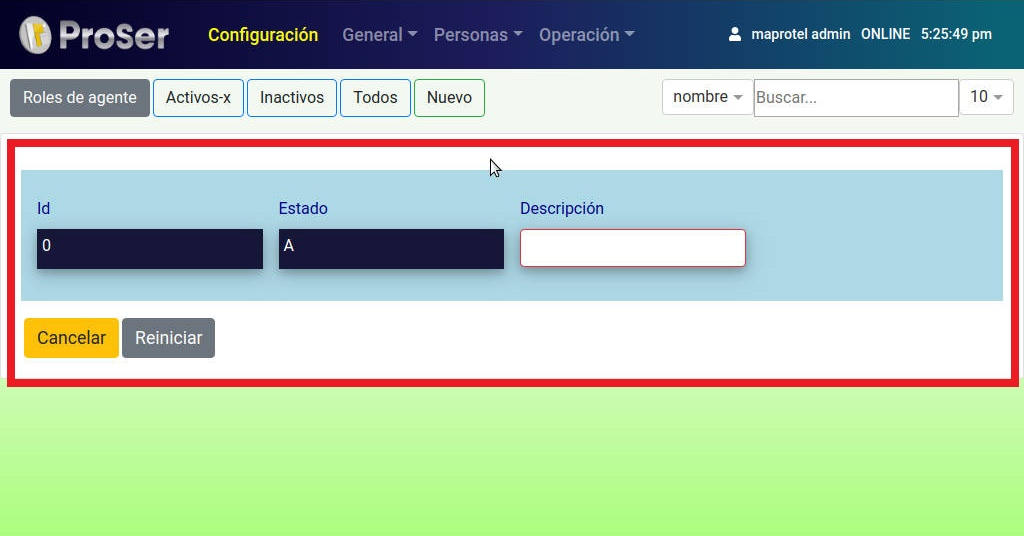 ProSer Configuración General Personas Operación maprotel admin ONLINE 5:25:49 pm
Roles de agente Activos-x Inactivos Todos Nuevo nombre Buscar... 10
Id Estado Descripción
0 A
Cancelar Reiniciar